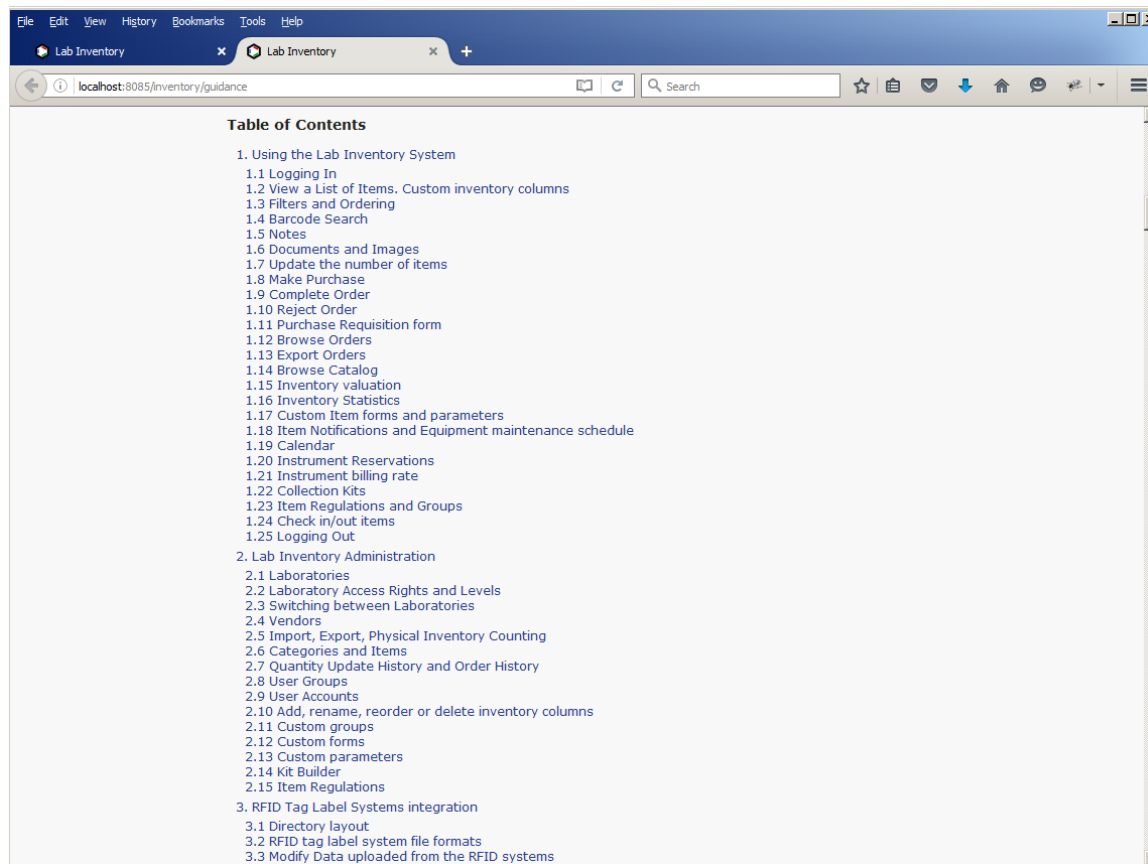 File Edit View History Bookmarks Tools Help
Lab Inventory
Lab Inventory
localhost:8085/inventory/guidance
Search
Table of Contents
1. Using the Lab Inventory System
1.1 Logging In
1.2 View a List of Items. Custom inventory columns
1.3 Filters and Ordering
1.4 Barcode Search
1.5 Notes
1.6 Documents and Images
1.7 Update the number of items
1.8 Make Purchase
1.9 Complete Order
1.10 Reject Order
1.11 Purchase Requisition form
1.12 Browse Orders
1.13 Export Orders
1.14 Browse Catalog
1.15 Inventory valuation
1.16 Inventory Statistics
1.17 Custom Item forms and parameters
1.18 Item Notifications and Equipment maintenance schedule
1.19 Calendar
1.20 Instrument Reservations
1.21 Instrument billing rate
1.22 Collection Kits
1.23 Item Regulations and Groups
1.24 Check in/out items
1.25 Logging Out
2. Lab Inventory Administration
2.1 Laboratories
2.2 Laboratory Access Rights and Levels
2.3 Switching between Laboratories
2.4 Vendors
2.5 Import, Export, Physical Inventory Counting
2.6 Categories and Items
2.7 Quantity Update History and Order History
2.8 User Groups
2.9 User Accounts
2.10 Add, rename, reorder or delete inventory columns
2.11 Custom groups
2.12 Custom forms
2.13 Custom parameters
2.14 Kit Builder
2.15 Item Regulations
3. RFID Tag Label Systems integration
3.1 Directory layout
3.2 RFID tag label system file formats
3.3 Modify Data uploaded from the RFID systems